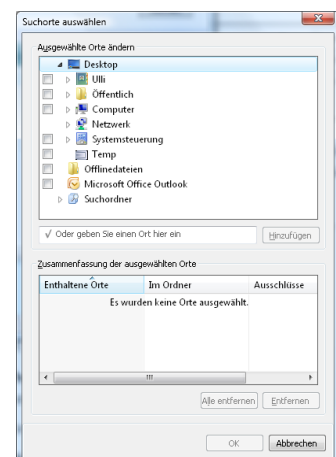 Suchorte auswählen
Ausgewählte Orte ändern
Desktop
Ulli
Öffentlich
Computer
Netzwerk
Systemsteuerung
Temp
Offlinedateien
Microsoft Office Outlook
Suchordner
√ Oder geben Sie einen Ort hier ein
Hinzufügen
Zusammenfassung der ausgewählten Orte
Enthaltene Orte Im Ordner Ausschlüsse
Es wurden keine Orte ausgewählt.
Alle entfernen Entfernen
OK Abbrechen